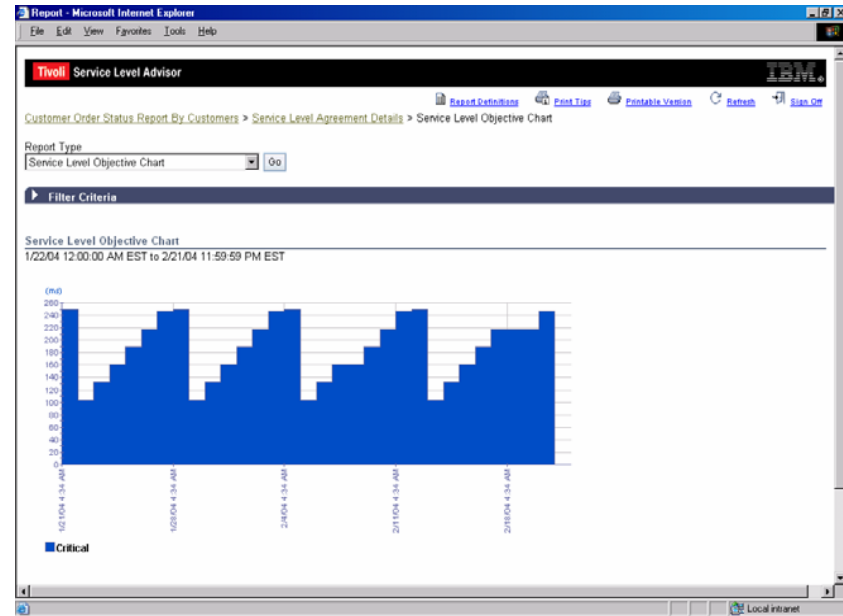 Report - Microsoft Internet Explorer
File Edit View Favorites Tools Help
Tivoli Service Level Advisor
IBM.
Report Definitions Print Tips Printable Version Refresh Sign Off
Customer Order Status Report By Customers > Service Level Agreement Details > Service Level Objective Chart
Report Type
Service Level Objective Chart Go
Filter Criteria
Service Level Objective Chart
1/22/04 12:00:00 AM EST to 2/21/04 11:59:59 PM EST
260
240
220
200
180
160
140
120
100
80
60
40
20
0
1/21/04 4:34 AM
1/28/04 4:34 AM
2/4/04 4:34 AM
2/11/04 4:34 AM
2/18/04 4:34 AM
Critical
Local intranet